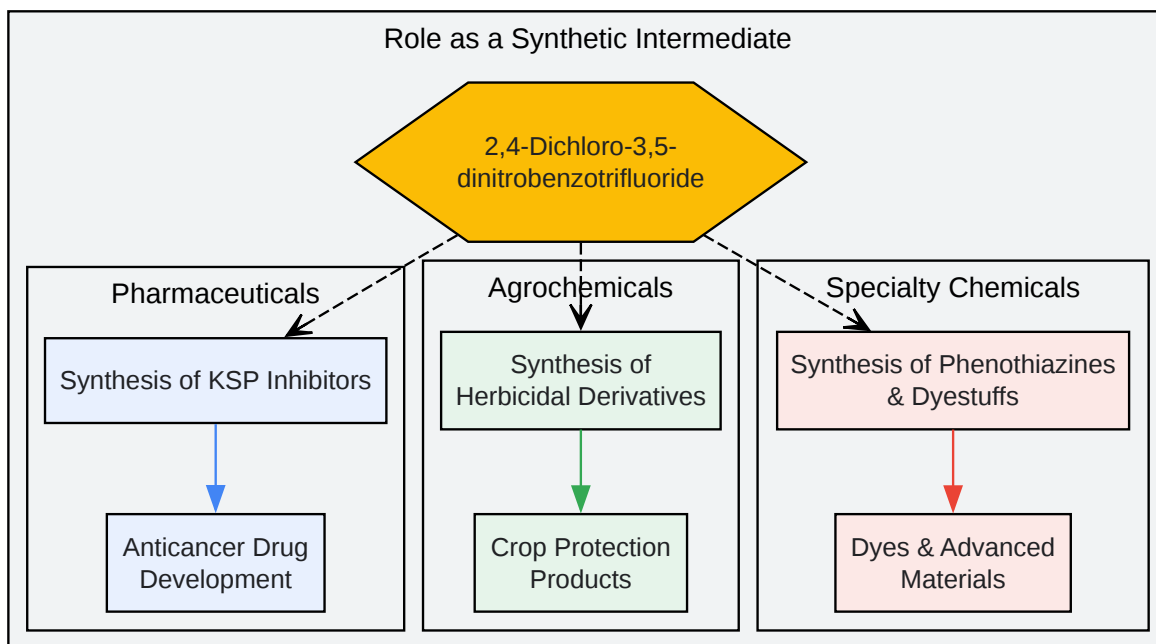 Role as a Synthetic Intermediate
2,4-Dichloro-3,5-
dinitrobenzotrifluoride
Pharmaceuticals
Synthesis of KSP Inhibitors
Anticancer Drug
Development
Agrochemicals
Synthesis of
Herbicidal Derivatives
Crop Protection
Products
Specialty Chemicals
Synthesis of Phenothiazines
& Dyestuffs
Dyes & Advanced
Materials